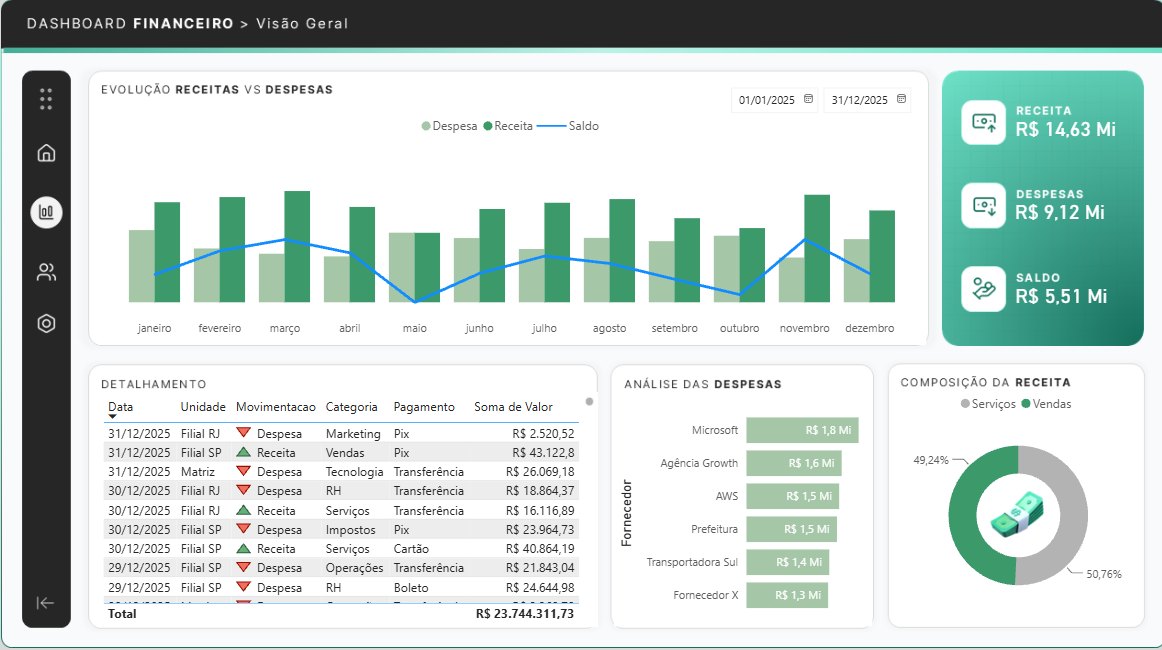 DASHBOARD FINANCEIRO > Visão Geral
EVOLUÇÃO RECEITAS VS DESPESAS
01/01/2025 31/12/2025
Despesa Receita Saldo
janeiro fevereiro março abril maio junho julho agosto setembro outubro novembro dezembro
RECEITA
R$ 14,63 Mi
DESPESAS
R$ 9,12 Mi
SALDO
R$ 5,51 Mi
DETALHAMENTO
Data Unidade Movimentacao Categoria Pagamento Soma de Valor
31/12/2025 Filial RJ Despesa Marketing Pix R$ 2.520,52
31/12/2025 Filial SP Receita Vendas Pix R$ 43.122,8
31/12/2025 Matriz Despesa Tecnologia Transferência R$ 26.069,18
30/12/2025 Filial RJ Despesa RH Transferência R$ 18.864,37
30/12/2025 Filial RJ Receita Serviços Transferência R$ 16.116,89
30/12/2025 Filial SP Despesa Impostos Pix R$ 23.964,73
30/12/2025 Filial SP Receita Serviços Cartão R$ 40.864,19
29/12/2025 Filial SP Despesa Operações Transferência R$ 21.843,04
29/12/2025 Filial SP Despesa RH Boleto R$ 24.644,98
Total R$ 23.744.311,73
ANÁLISE DAS DESPESAS
Fornecedor
Microsoft R$ 1,8 Mi
Agência Growth R$ 1,6 Mi
AWS R$ 1,5 Mi
Prefeitura R$ 1,5 Mi
Transportadora Sul R$ 1,4 Mi
Fornecedor X R$ 1,3 Mi
COMPOSIÇÃO DA RECEITA
Serviços Vendas
49,24%
50,76%